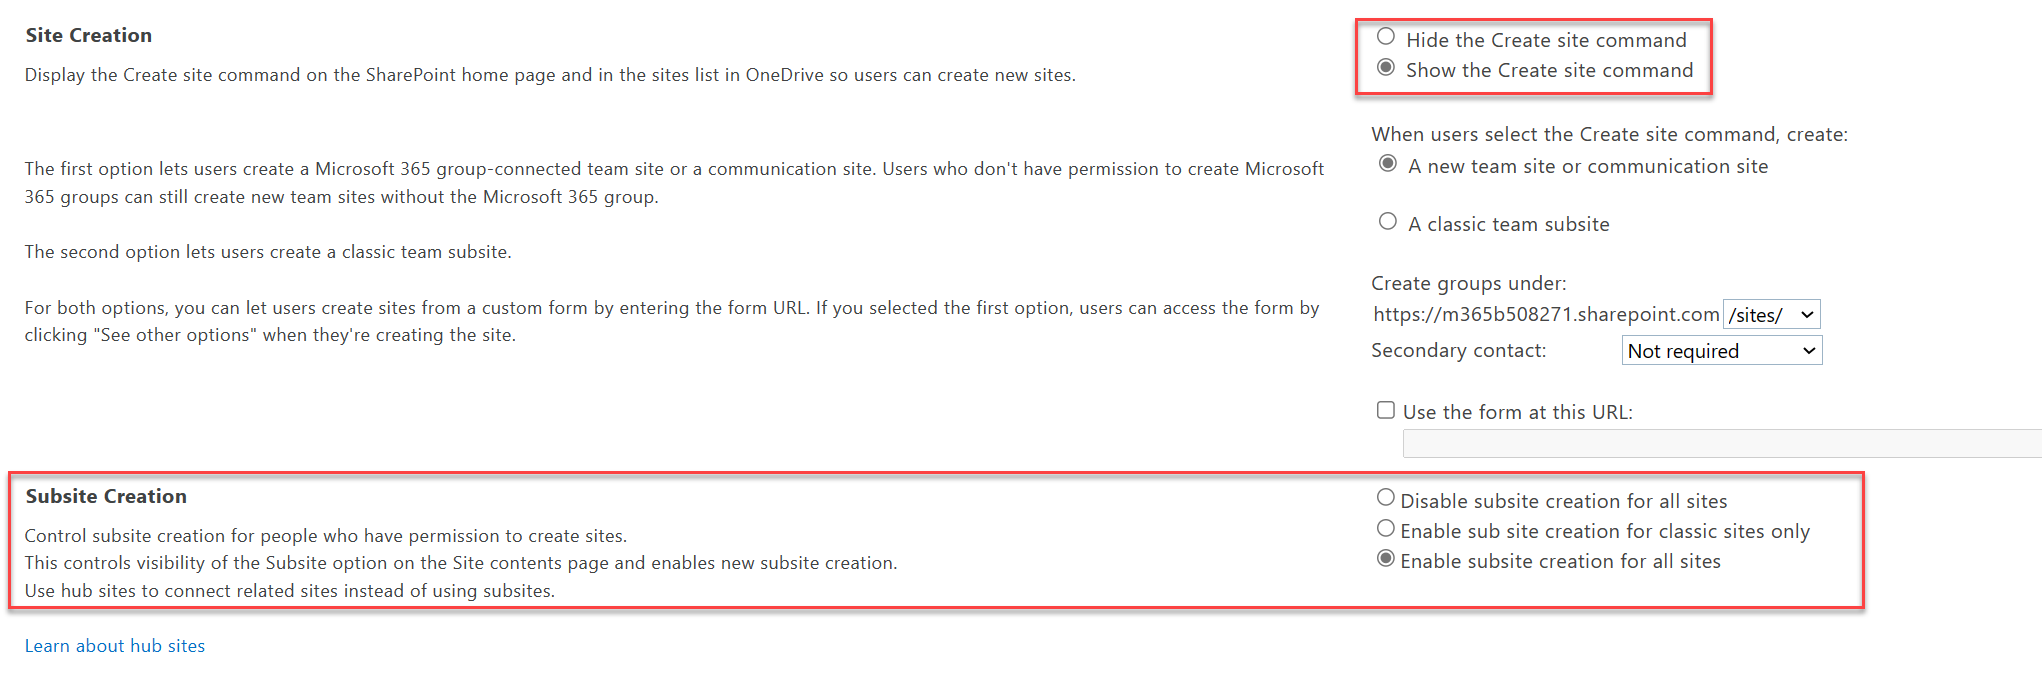 Site Creation
Display the Create site command on the SharePoint home page and in the sites list in OneDrive so users can create new sites.
Hide the Create site command
Show the Create site command
The first option lets users create a Microsoft 365 group-connected team site or a communication site. Users who don't have permission to create Microsoft
365 groups can still create new team sites without the Microsoft 365 group.
The second option lets users create a classic team subsite.
For both options, you can let users create sites from a custom form by entering the form URL. If you selected the first option, users can access the form by
clicking "See other options" when they're creating the site.
When users select the Create site command, create:
A new team site or communication site
A classic team subsite
Create groups under:
https://m365b508271.sharepoint.com /sites/
Secondary contact: Not required
Use the form at this URL:
Subsite Creation
Control subsite creation for people who have permission to create sites.
This controls visibility of the Subsite option on the Site contents page and enables new subsite creation.
Use hub sites to connect related sites instead of using subsites.
Disable subsite creation for all sites
Enable sub site creation for classic sites only
Enable subsite creation for all sites
Learn about hub sites